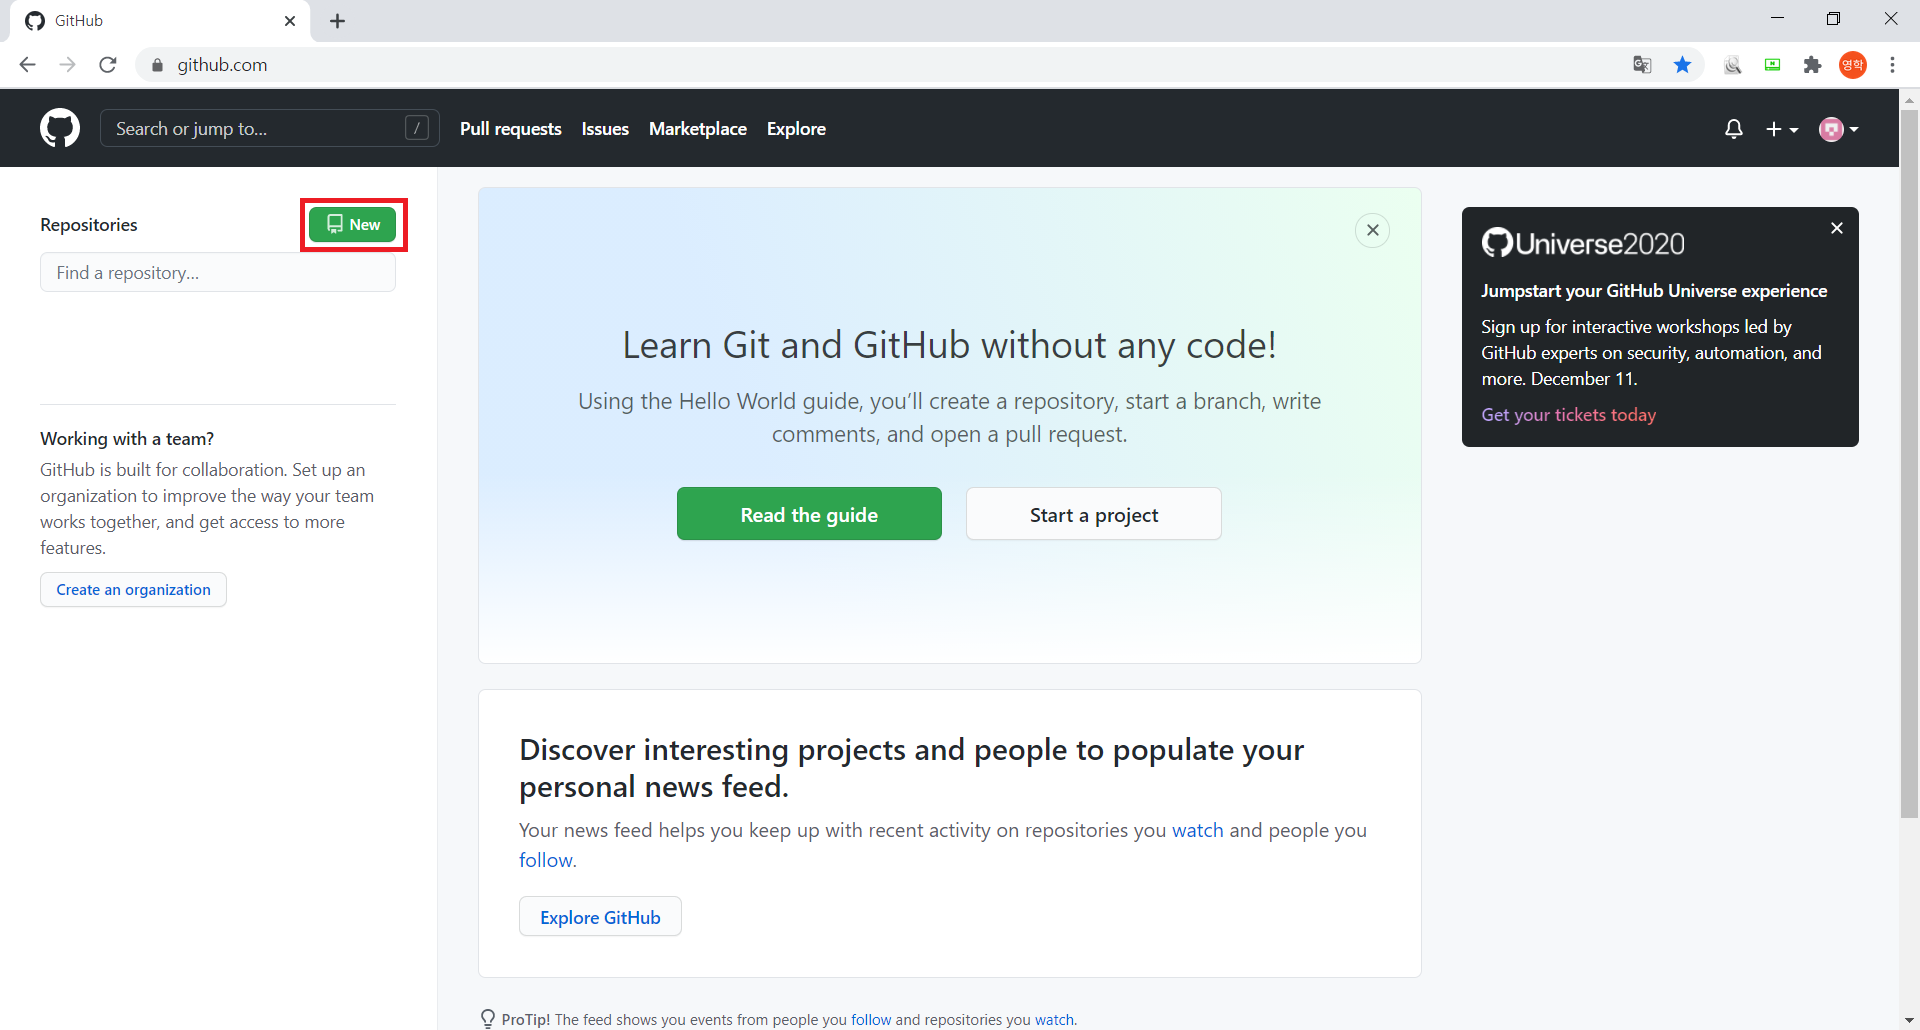 GitHub
github.com
영학
Search or jump to...
/
Pull requests
Issues
Marketplace
Explore
Repositories
New
Find a repository...
Working with a team?
GitHub is built for collaboration. Set up an
organization to improve the way your team
works together, and get access to more
features.
Create an organization
Learn Git and GitHub without any code!
Using the Hello World guide, you’ll create a repository, start a branch, write
comments, and open a pull request.
Read the guide
Start a project
Discover interesting projects and people to populate your
personal news feed.
Your news feed helps you keep up with recent activity on repositories you watch and people you
follow.
Explore GitHub
ProTip! The feed shows you events from people you follow and repositories you watch.
Universe2020
Jumpstart your GitHub Universe experience
Sign up for interactive workshops led by
GitHub experts on security, automation, and
more. December 11.
Get your tickets today